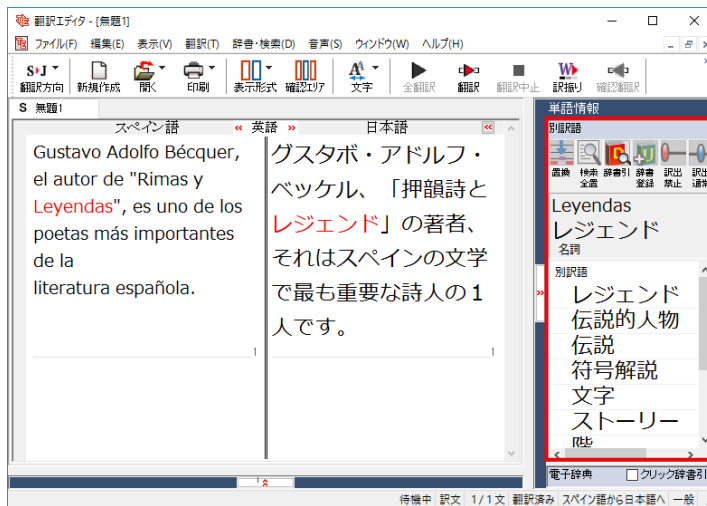 翻訳エディタ - [無題1]
ファイル(F) 編集(E) 表示(V) 翻訳(T) 辞書・検索(D) 音声(S) ウィンドウ(W) ヘルプ(H)
S›J
翻訳方向 新規作成 開く 印刷 表示形式 確認エリア 文字 全翻訳 翻訳 翻訳中止 訳振り 確認翻訳
S 無題1
スペイン語 « 英語 » 日本語 «
Gustavo Adolfo Bécquer,
el autor de "Rimas y
Leyendas", es uno de los
poetas más importantes
de la
literatura española.
1
グスタボ・アドルフ・
ベッケル、「押韻詩と
レジェンド」の著者、
それはスペインの文学
で最も重要な詩人の1
人です。
1
単語情報
別訳語
置換 検索全置 辞書引 辞書登録 訳出禁止 訳出通常
Leyendas
レジェンド
名詞
別訳語
レジェンド
伝説的人物
伝説
符号解説
文字
ストーリー
階
電子辞典 クリック辞書引
待機中 訳文 1/1文 翻訳済み スペイン語から日本語へ 一般